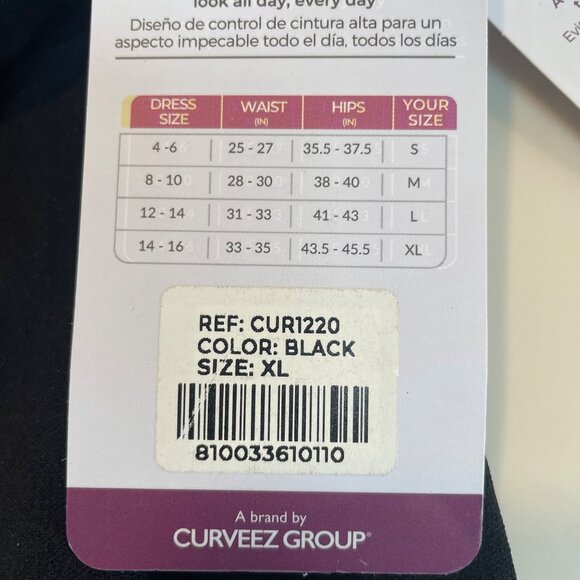 look all day, every day
Diseño de control de cintura alta para un
aspecto impecable todo el día, todos los días
DRESS SIZE WAIST (IN) HIPS (IN) YOUR SIZE
4 -6 25 - 27 35.5 - 37.5 S
8 - 10 28 - 30 38 - 40 M
12 - 14 31 - 33 41 - 43 L
14 - 16 33 - 35 43.5 - 45.5 XL
REF: CUR1220
COLOR: BLACK
SIZE: XL
810033610110
A brand by
CURVEEZ GROUP®